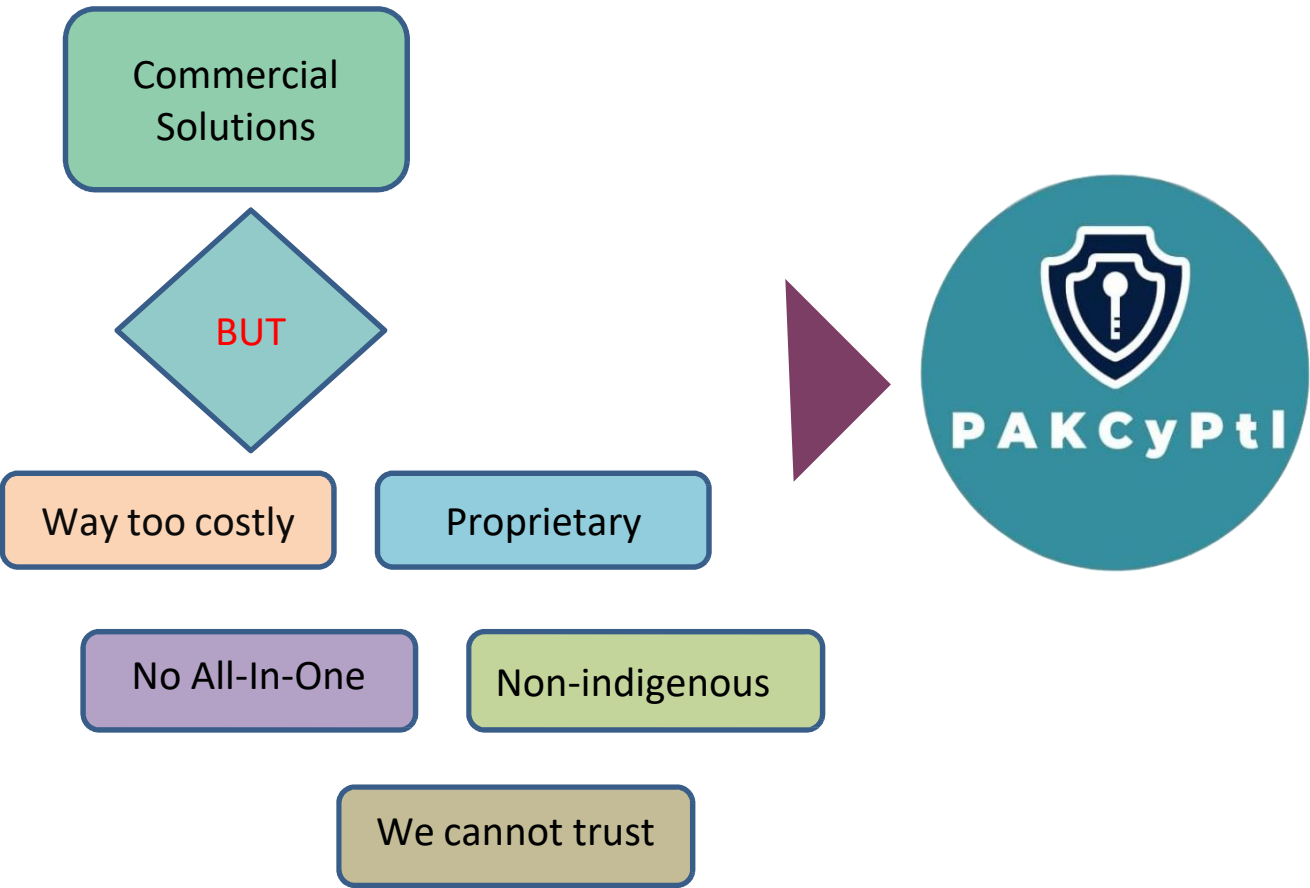 Commercial
Solutions
BUT
Way too costly
Proprietary
No All-In-One
Non-indigenous
We cannot trust
PAKCyPtl